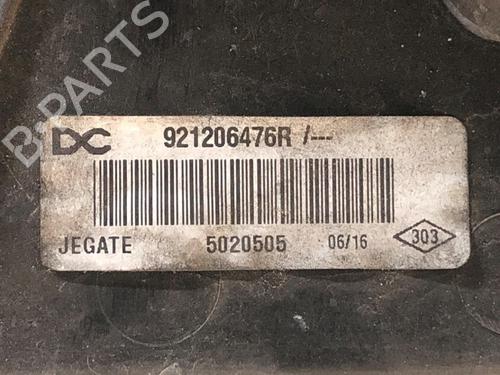 DC 921206476R /---
JEGATE 5020505 06/16 303
B-PARTS